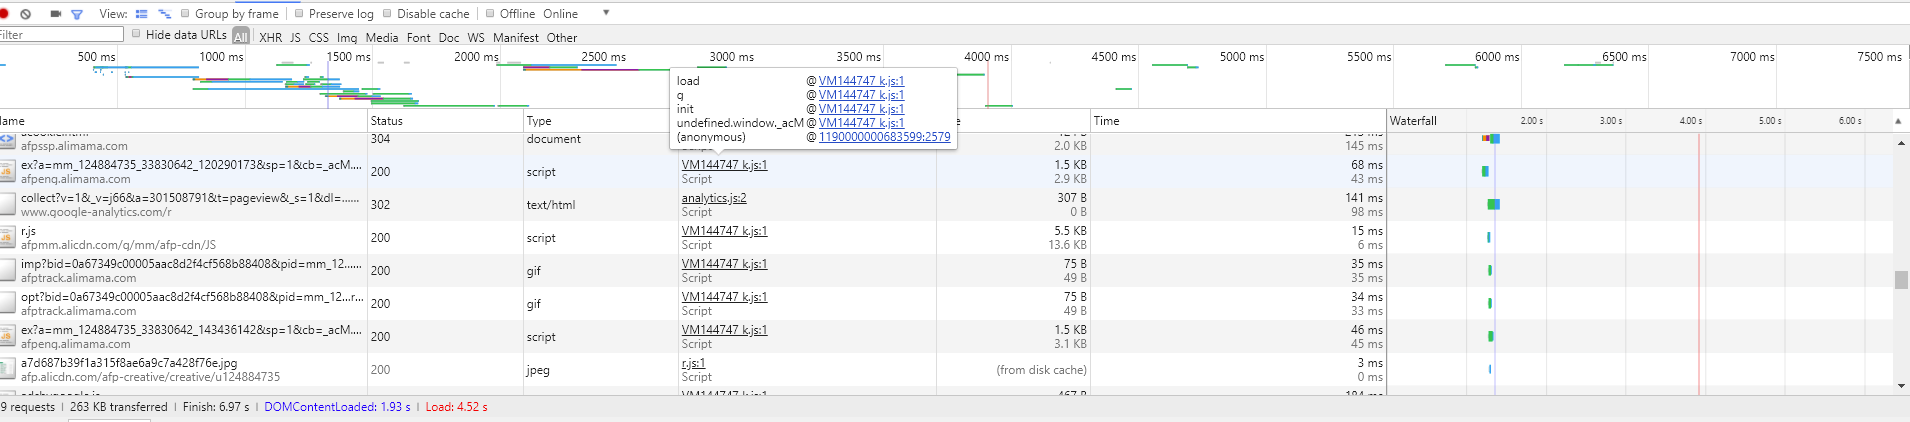 View: Group by frame Preserve log Disable cache Offline Online
Filter Hide data URLs All XHR JS CSS Img Media Font Doc WS Manifest Other
500 ms 1000 ms 1500 ms 2000 ms 2500 ms 3000 ms 3500 ms 4000 ms 4500 ms 5000 ms 5500 ms 6000 ms 6500 ms 7000 ms 7500 ms
load @ VM144747 k.js:1
q @ VM144747 k.js:1
init @ VM144747 k.js:1
undefined.window._acM @ VM144747 k.js:1
(anonymous) @ 1190000000683599:2579
ame Status Type Time Waterfall 2.00 s 3.00 s 4.00 s 5.00 s 6.00 s
304 document
afpssp.alimama.com 2.0 KB 145 ms
ex?a=mm_124884735_33830642_120290173&sp=1&cb=_acM.... 200 script VM144747 k.js:1 1.5 KB 68 ms
afpeng.alimama.com Script 2.9 KB 43 ms
collect?v=1&_v=j66&a=301508791&t=pageview&_s=1&dl=...... 302 text/html analytics.js:2 307 B 141 ms
www.google-analytics.com/r Script 0 B 98 ms
r.js 200 script VM144747 k.js:1 5.5 KB 15 ms
afpmm.alicdn.com/g/mm/afp-cdn/JS Script 13.6 KB 6 ms
imp?bid=0a67349c00005aac8d2f4cf568b88408&pid=mm_12...... 200 gif VM144747 k.js:1 75 B 35 ms
afptrack.alimama.com Script 49 B 35 ms
opt?bid=0a67349c00005aac8d2f4cf568b88408&pid=mm_12...r... 200 gif VM144747 k.js:1 75 B 34 ms
afptrack.alimama.com Script 49 B 33 ms
ex?a=mm_124884735_33830642_143436142&sp=1&cb=_acM.... 200 script VM144747 k.js:1 1.5 KB 46 ms
afpeng.alimama.com Script 3.1 KB 45 ms
a7d687b39f1a315f8ae6a9c7a428f76e.jpg 200 jpeg r.js:1 (from disk cache) 3 ms
afp.alicdn.com/afp-creative/creative/u124884735 Script 0 ms
9 requests | 263 KB transferred | Finish: 6.97 s | DOMContentLoaded: 1.93 s | Load: 4.52 s